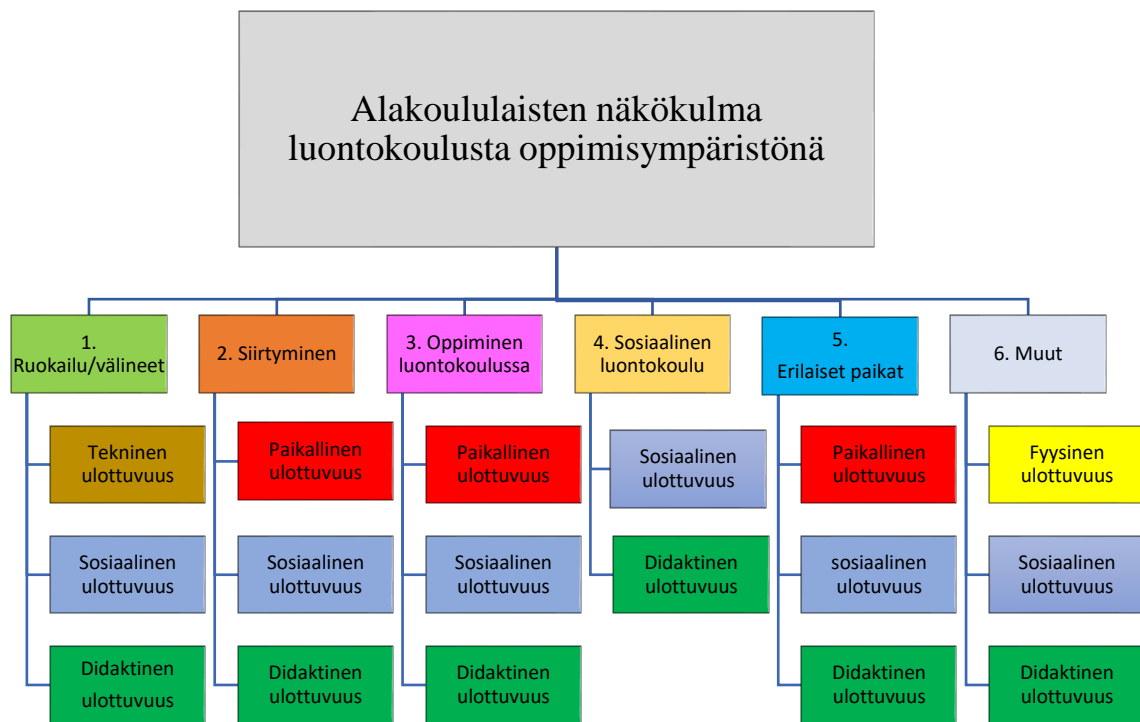 Alakoululaisten näkökulma
luontokoulusta oppimisympäristönä
1.
Ruokailu/välineet
2. Siirtyminen
3. Oppiminen
luontokoulussa
4. Sosiaalinen
luontokoulu
5.
Erilaiset paikat
6. Muut
Tekninen
ulottuvuus
Paikallinen
ulottuvuus
Paikallinen
ulottuvuus
Sosiaalinen
ulottuvuus
Paikallinen
ulottuvuus
Fyysinen
ulottuvuus
Sosiaalinen
ulottuvuus
Sosiaalinen
ulottuvuus
Sosiaalinen
ulottuvuus
Didaktinen
ulottuvuus
sosiaalinen
ulotuvuus
Sosiaalinen
ulottuvuus
Didaktinen
ulottuvuus
Didaktinen
ulottuvuus
Didaktinen
ulottuvuus
Didaktinen
ulottuvuus
Didaktinen
ulottuvuus